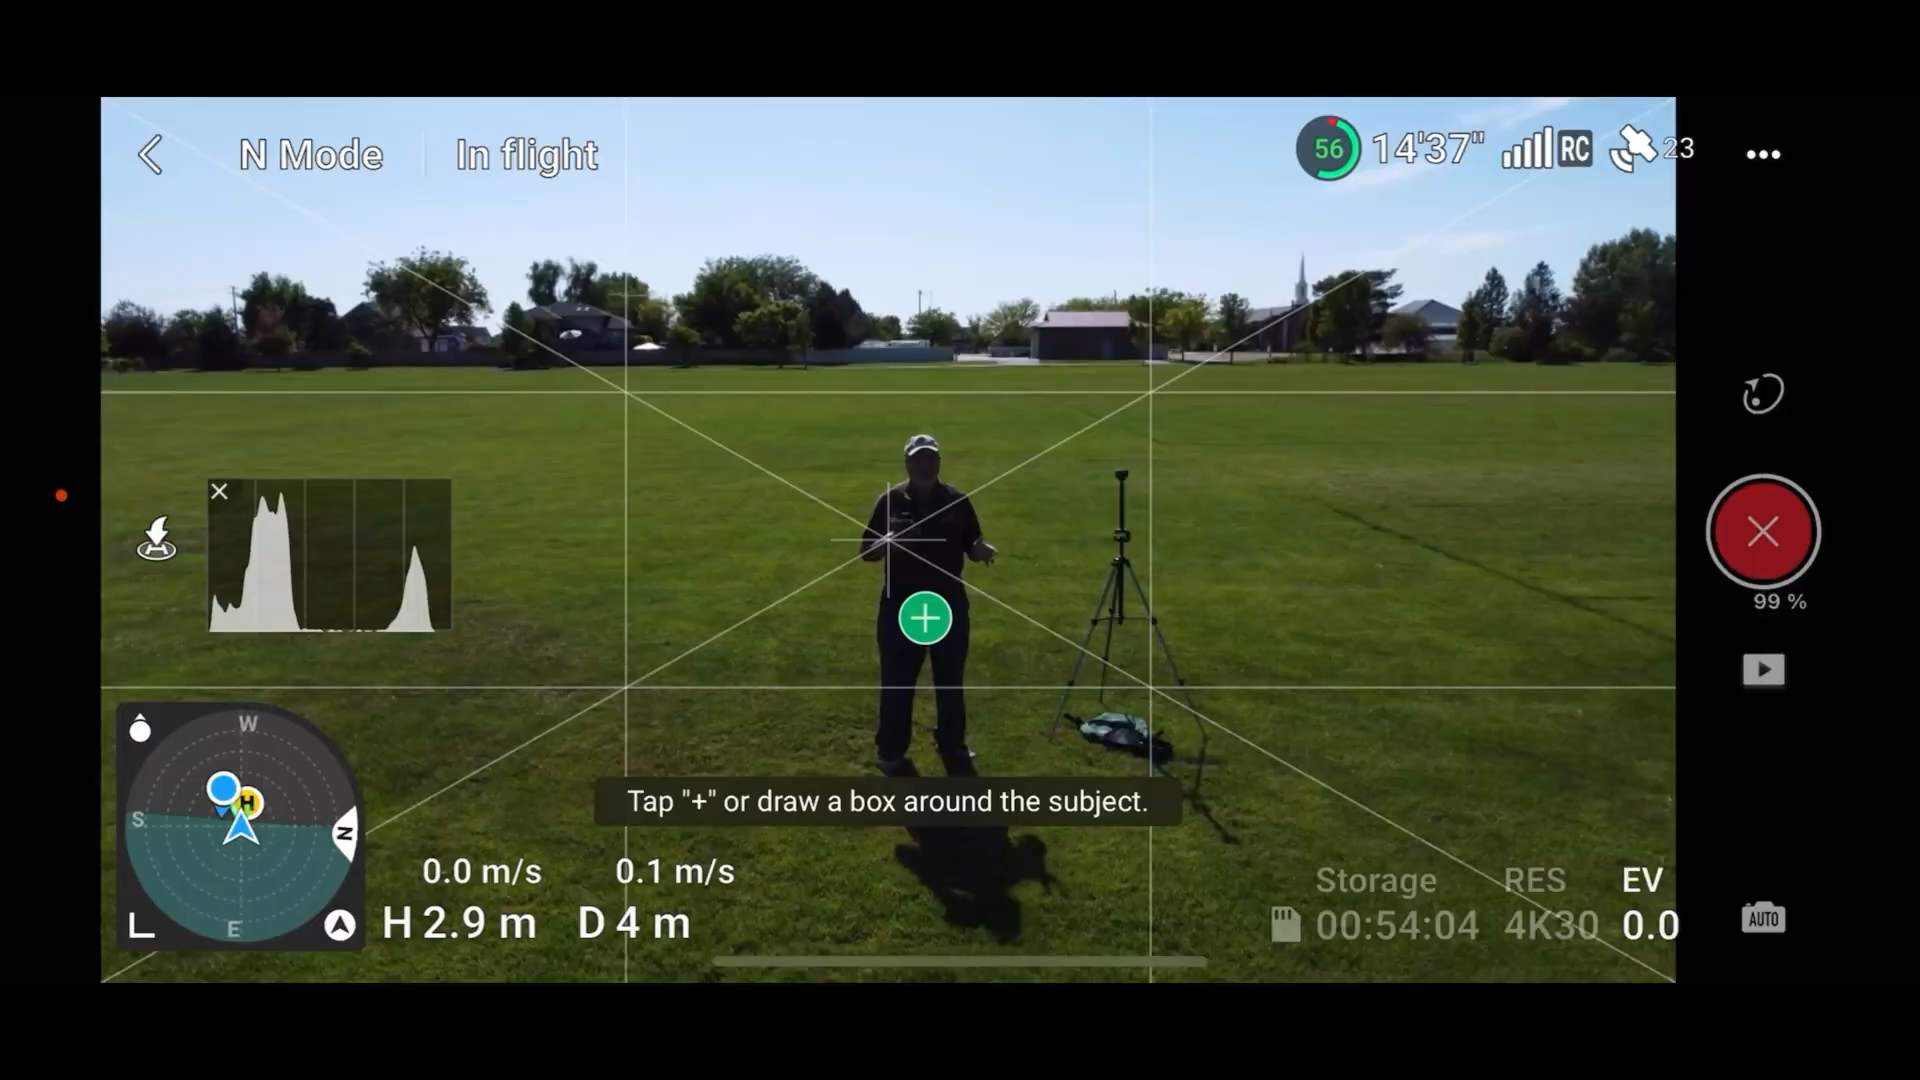 N Mode In flight
56 14'37" RC 23
99 %
W
H
S
N
E
Tap "+" or draw a box around the subject.
0.0 m/s 0.1 m/s
H 2.9 m D 4 m
Storage RES EV
00:54:04 4K30 0.0
AUTO